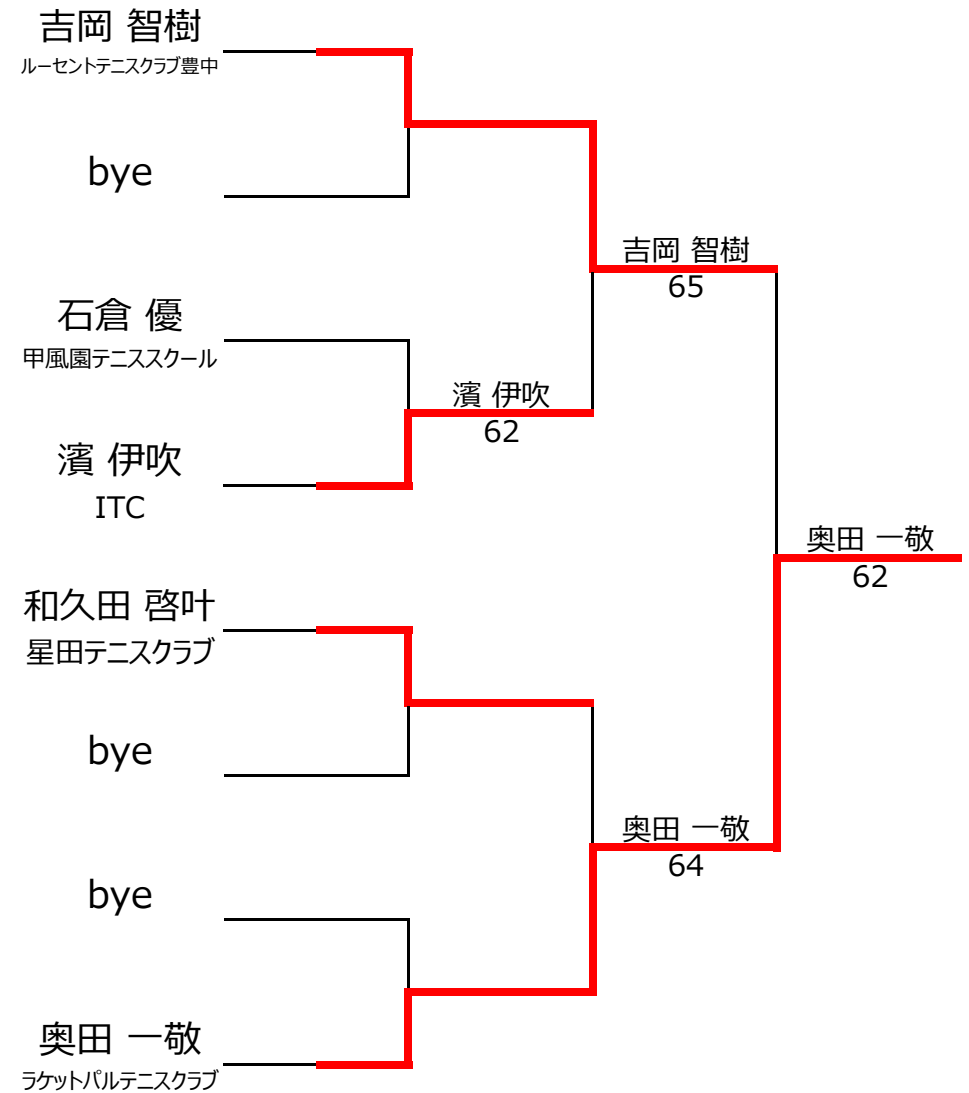 吉岡 智樹
ルーセントテニスクラブ豊中
bye
石倉 優
甲風園テニススクール
濱 伊吹
ITC
和久田 啓叶
星田テニスクラブ
bye
bye
奥田 一敬
ラケットパルテニスクラブ
濱 伊吹
62
吉岡 智樹
65
奥田 一敬
64
奥田 一敬
62